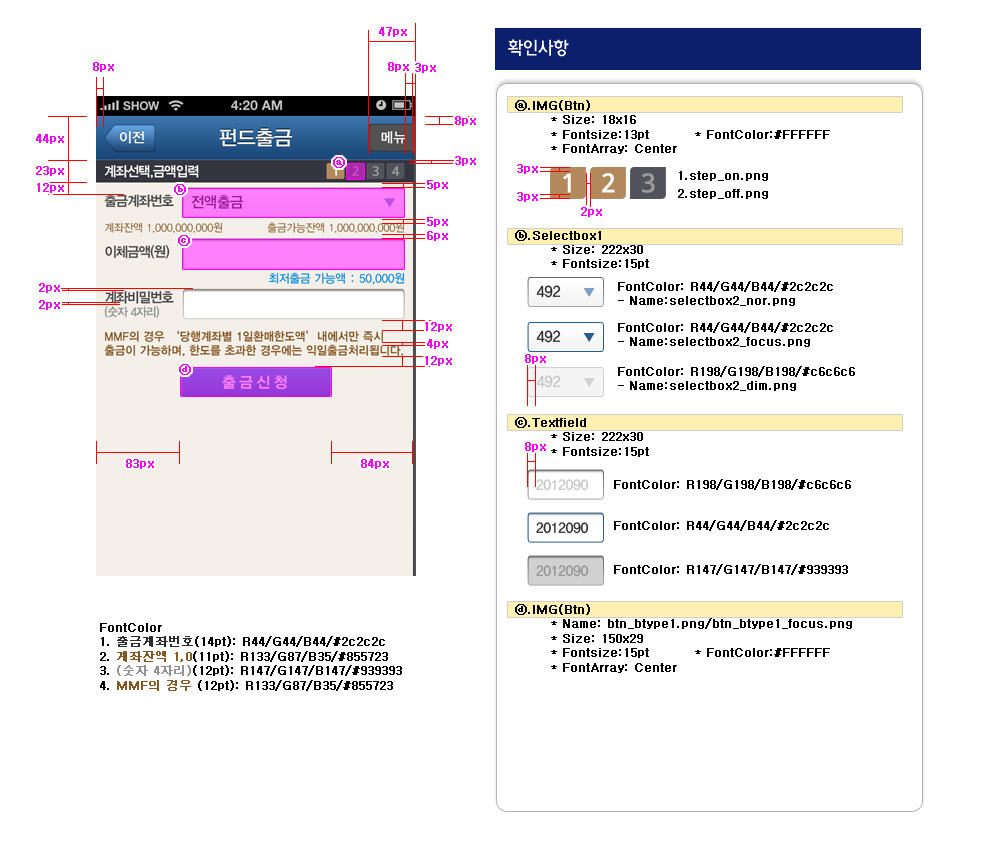 47px
8px
8px
3px
SHOW
4:20 AM
44px
8px
이전
펀드출금
메뉴
23px
3px
계좌선택,금액입력
ⓐ
1
2
3
4
12px
5px
ⓑ
출금계좌번호
전액출금
계좌잔액 1,000,000,000원
출금가능잔액 1,000,000,000원
5px
6px
ⓒ
이체금액(원)
최저출금 가능액 : 50,000원
2px
2px
계좌비밀번호
(숫자 4자리)
12px
MMF의 경우 ‘당행계좌별 1일환매한도액’ 내에서만 즉시
출금이 가능하며, 한도를 초과한 경우에는 익일출금처리됩니다.
4px
12px
ⓓ
출금신청
83px
84px
FontColor
1. 출금계좌번호(14pt): R44/G44/B44/#2c2c2c
2. 계좌잔액 1,0(11pt): R133/G87/B35/#855723
3. (숫자 4자리)(12pt): R147/G147/B147/#939393
4. MMF의 경우 (12pt): R133/G87/B35/#855723
확인사항
ⓐ.IMG(Btn)
* Size: 18x16
* Fontsize:13pt * FontColor:#FFFFFF
* FontArray: Center
3px
3px
2px
1 2 3
1.step_on.png
2.step_off.png
ⓑ.Selectbox1
* Size: 222x30
* Fontsize:15pt
492
FontColor: R44/G44/B44/#2c2c2c
- Name:selectbox2_nor.png
492
FontColor: R44/G44/B44/#2c2c2c
- Name:selectbox2_focus.png
8px
492
FontColor: R198/G198/B198/#c6c6c6
- Name:selectbox2_dim.png
ⓒ.Textfield
* Size: 222x30
* Fontsize:15pt
8px
2012090
FontColor: R198/G198/B198/#c6c6c6
2012090
FontColor: R44/G44/B44/#2c2c2c
2012090
FontColor: R147/G147/B147/#939393
ⓓ.IMG(Btn)
* Name: btn_btype1.png/btn_btype1_focus.png
* Size: 150x29
* Fontsize:15pt * FontColor:#FFFFFF
* FontArray: Center